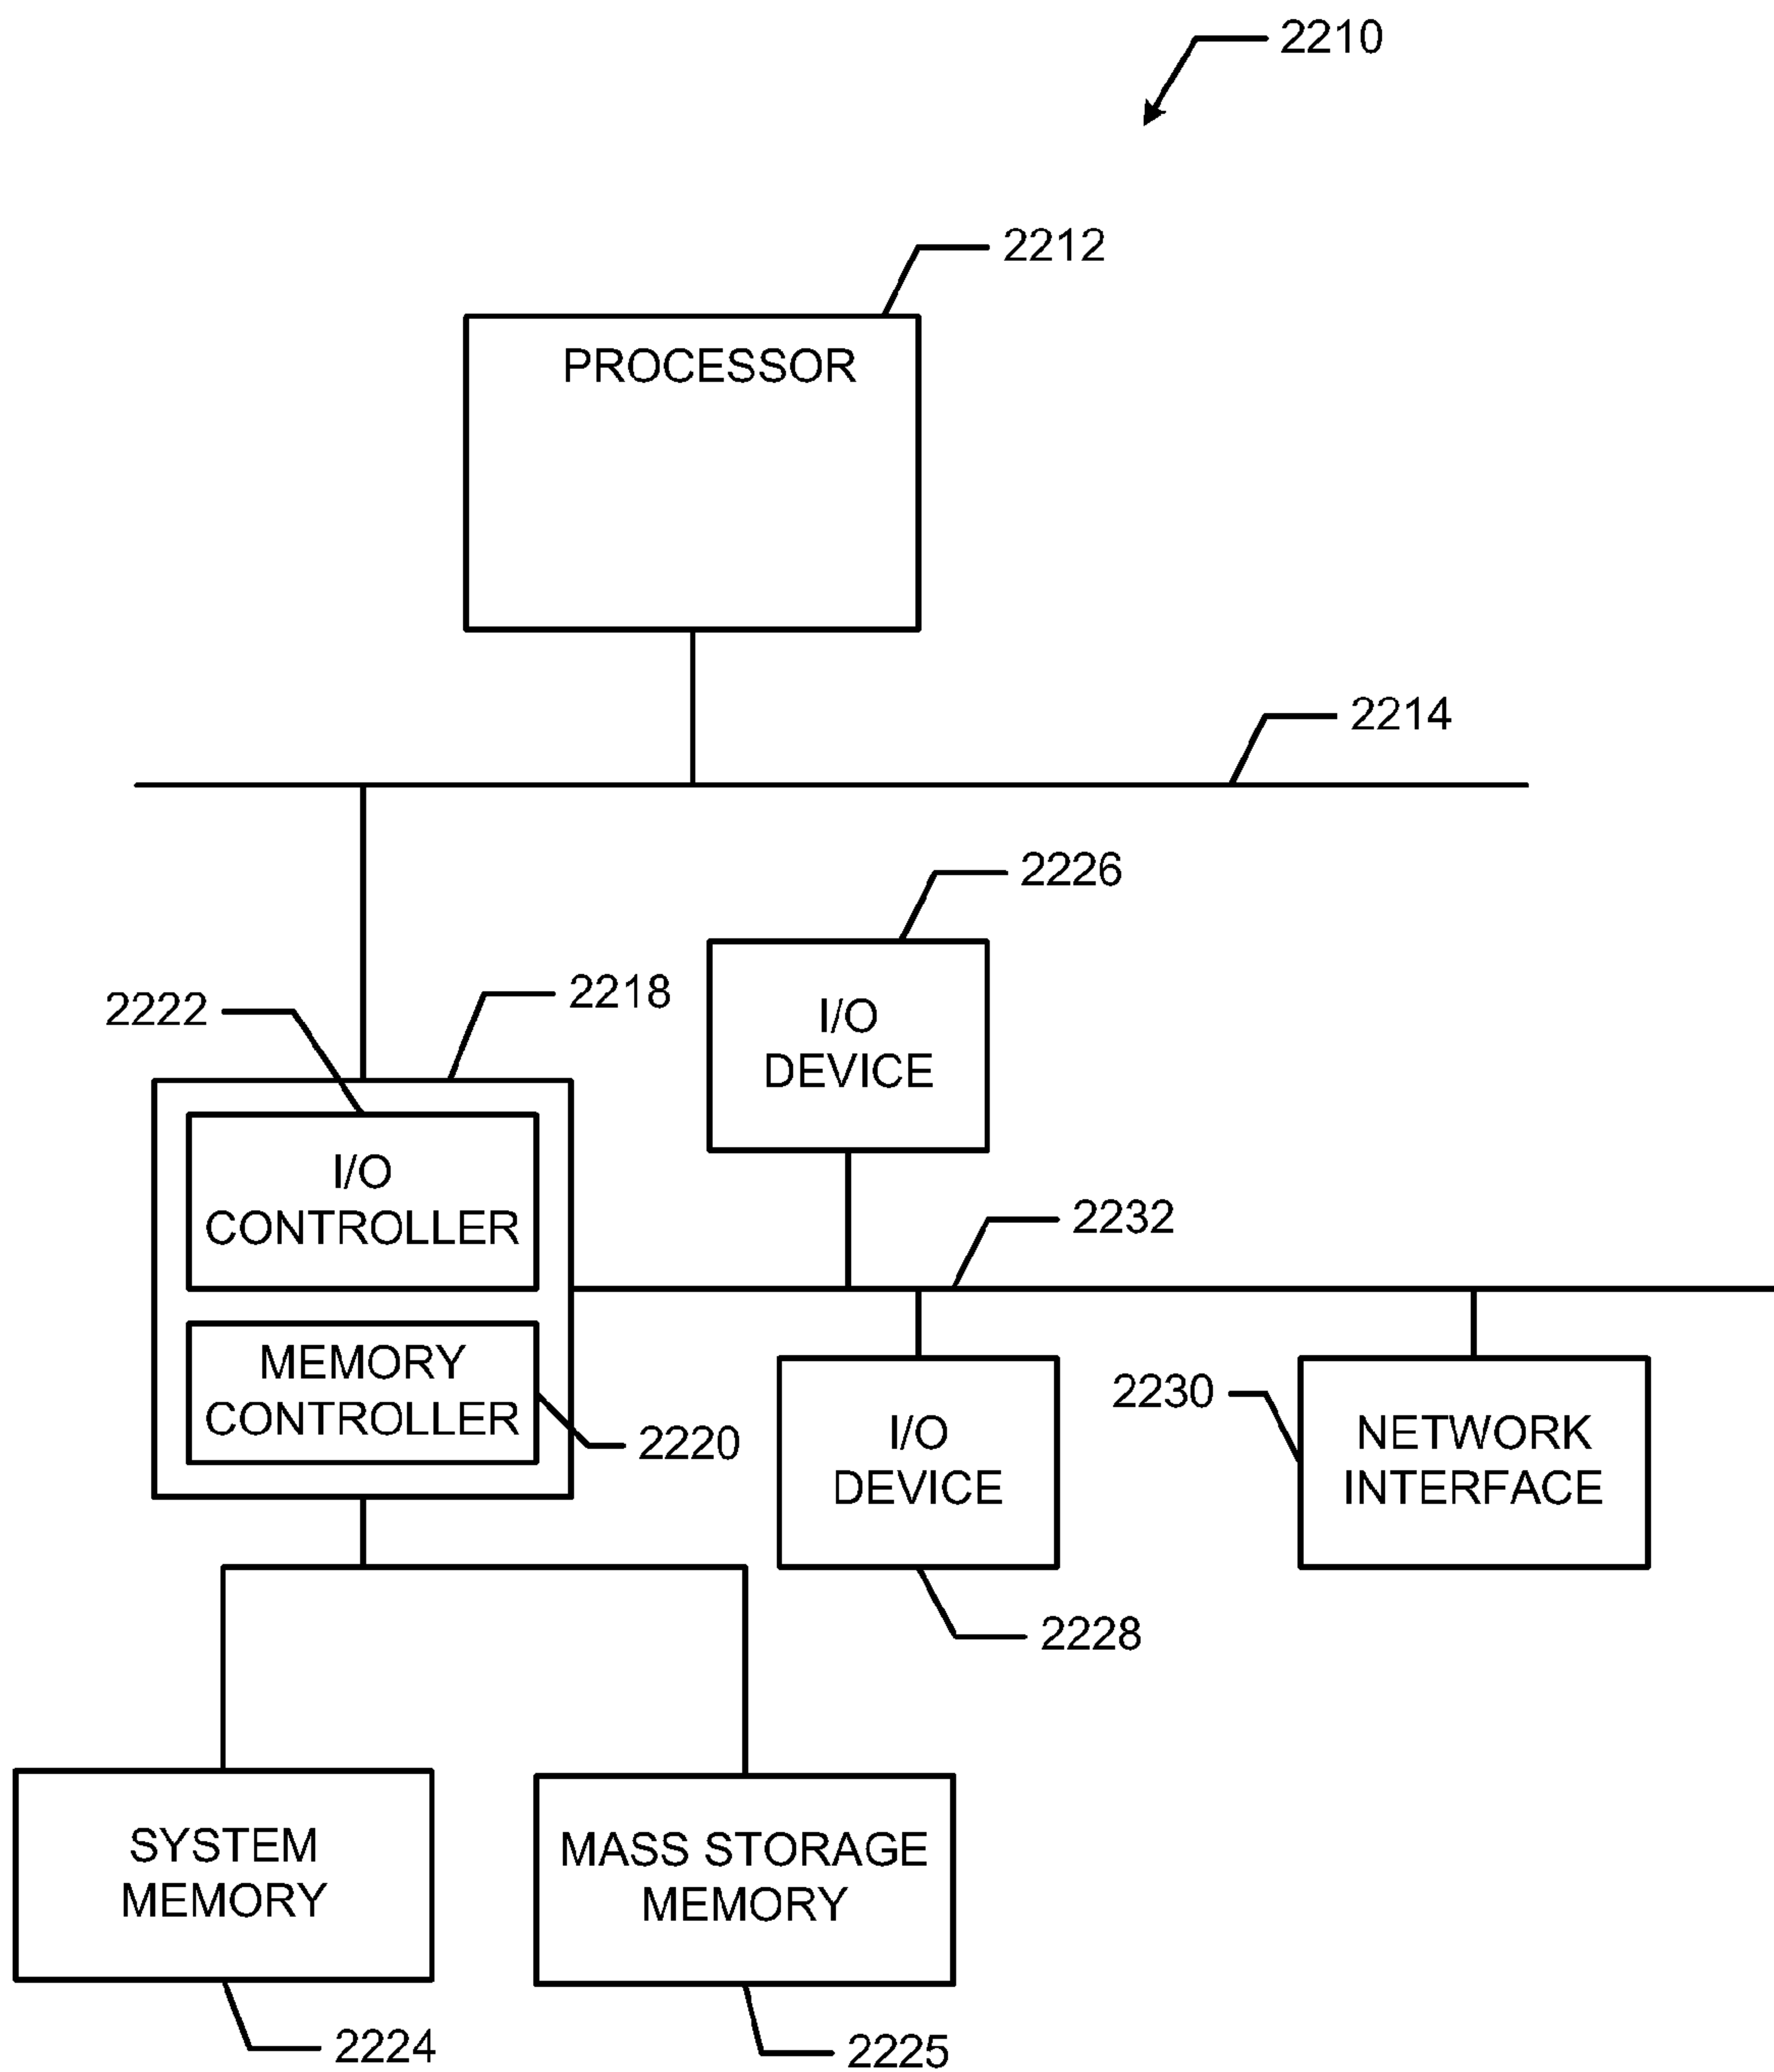 2210
2212
PROCESSOR
2214
2226
2218
2222
I/O
DEVICE
I/O
CONTROLLER
2232
MEMORY
CONTROLLER
2220
I/O
DEVICE
2230
NETWORK
INTERFACE
2228
SYSTEM
MEMORY
MASS STORAGE
MEMORY
2224
2225